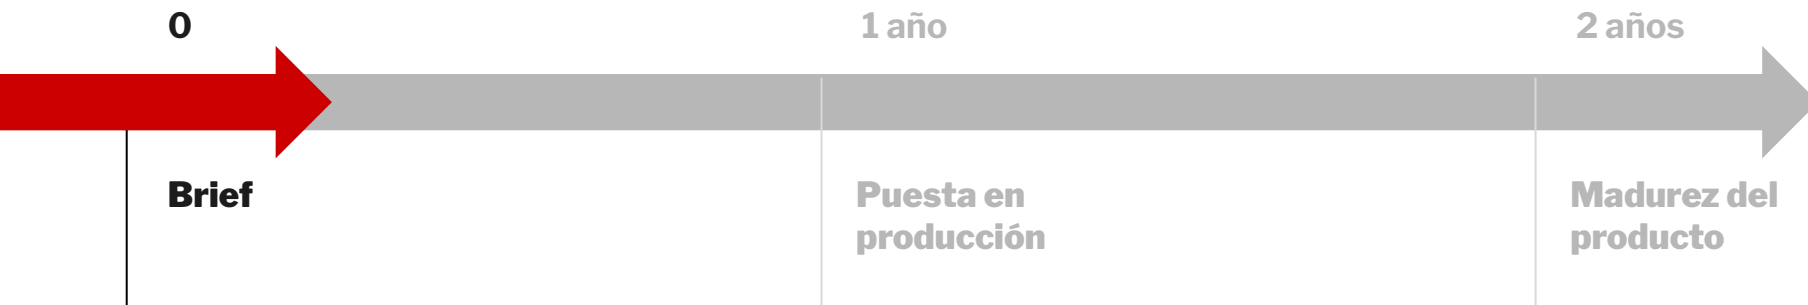 0
1 año
2 años
Brief
Puesta en
producción
Madurez del
producto